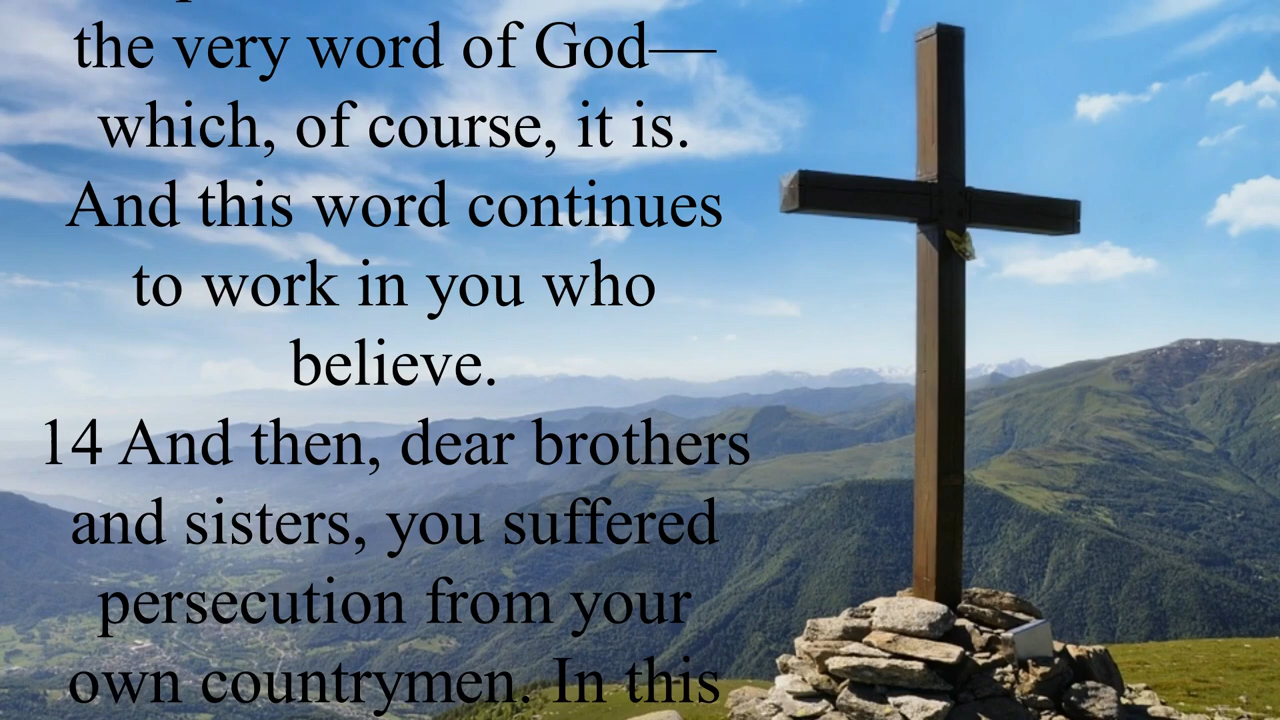 the very word of God—
which, of course, it is.
And this word continues
to work in you who
believe.
14 And then, dear brothers
and sisters, you suffered
persecution from your
own countrymen. In this